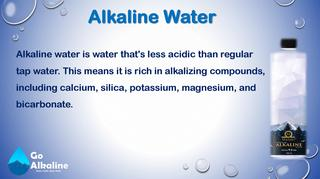 Alkaline Water
Alkaline water is water that's less acidic than regular
tap water. This means it is rich in alkalizing compounds,
including calcium, silica, potassium, magnesium, and
bicarbonate.
ALKALINE
Go
Alkaline